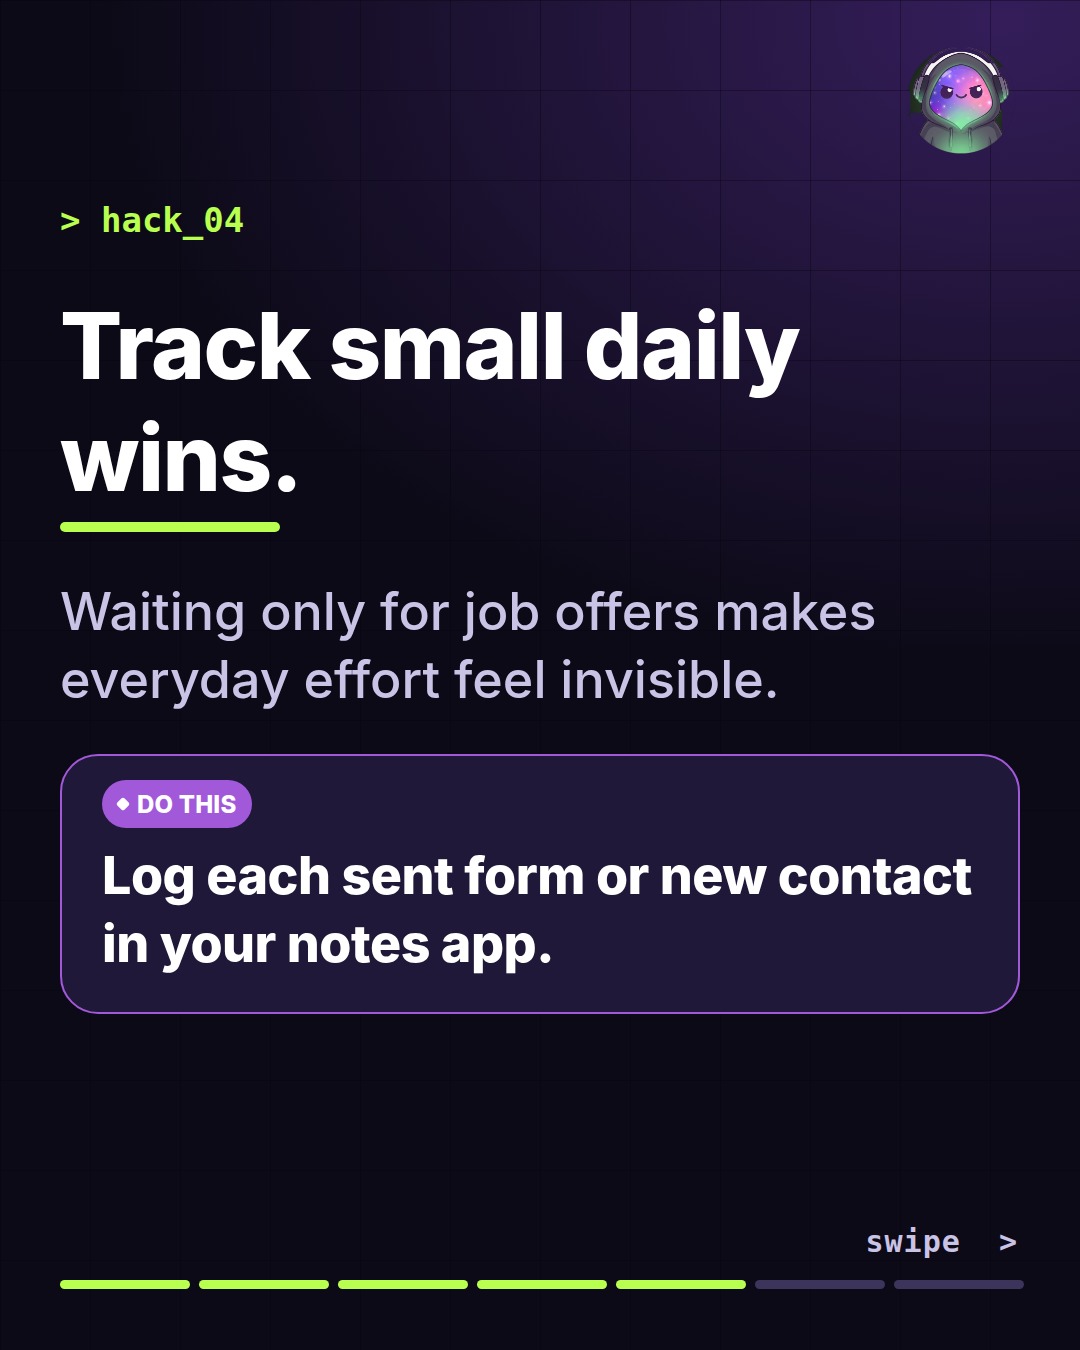 > hack_04
Track small daily
wins.
Waiting only for job offers makes
everyday effort feel invisible.
DO THIS
Log each sent form or new contact
in your notes app.
swipe >